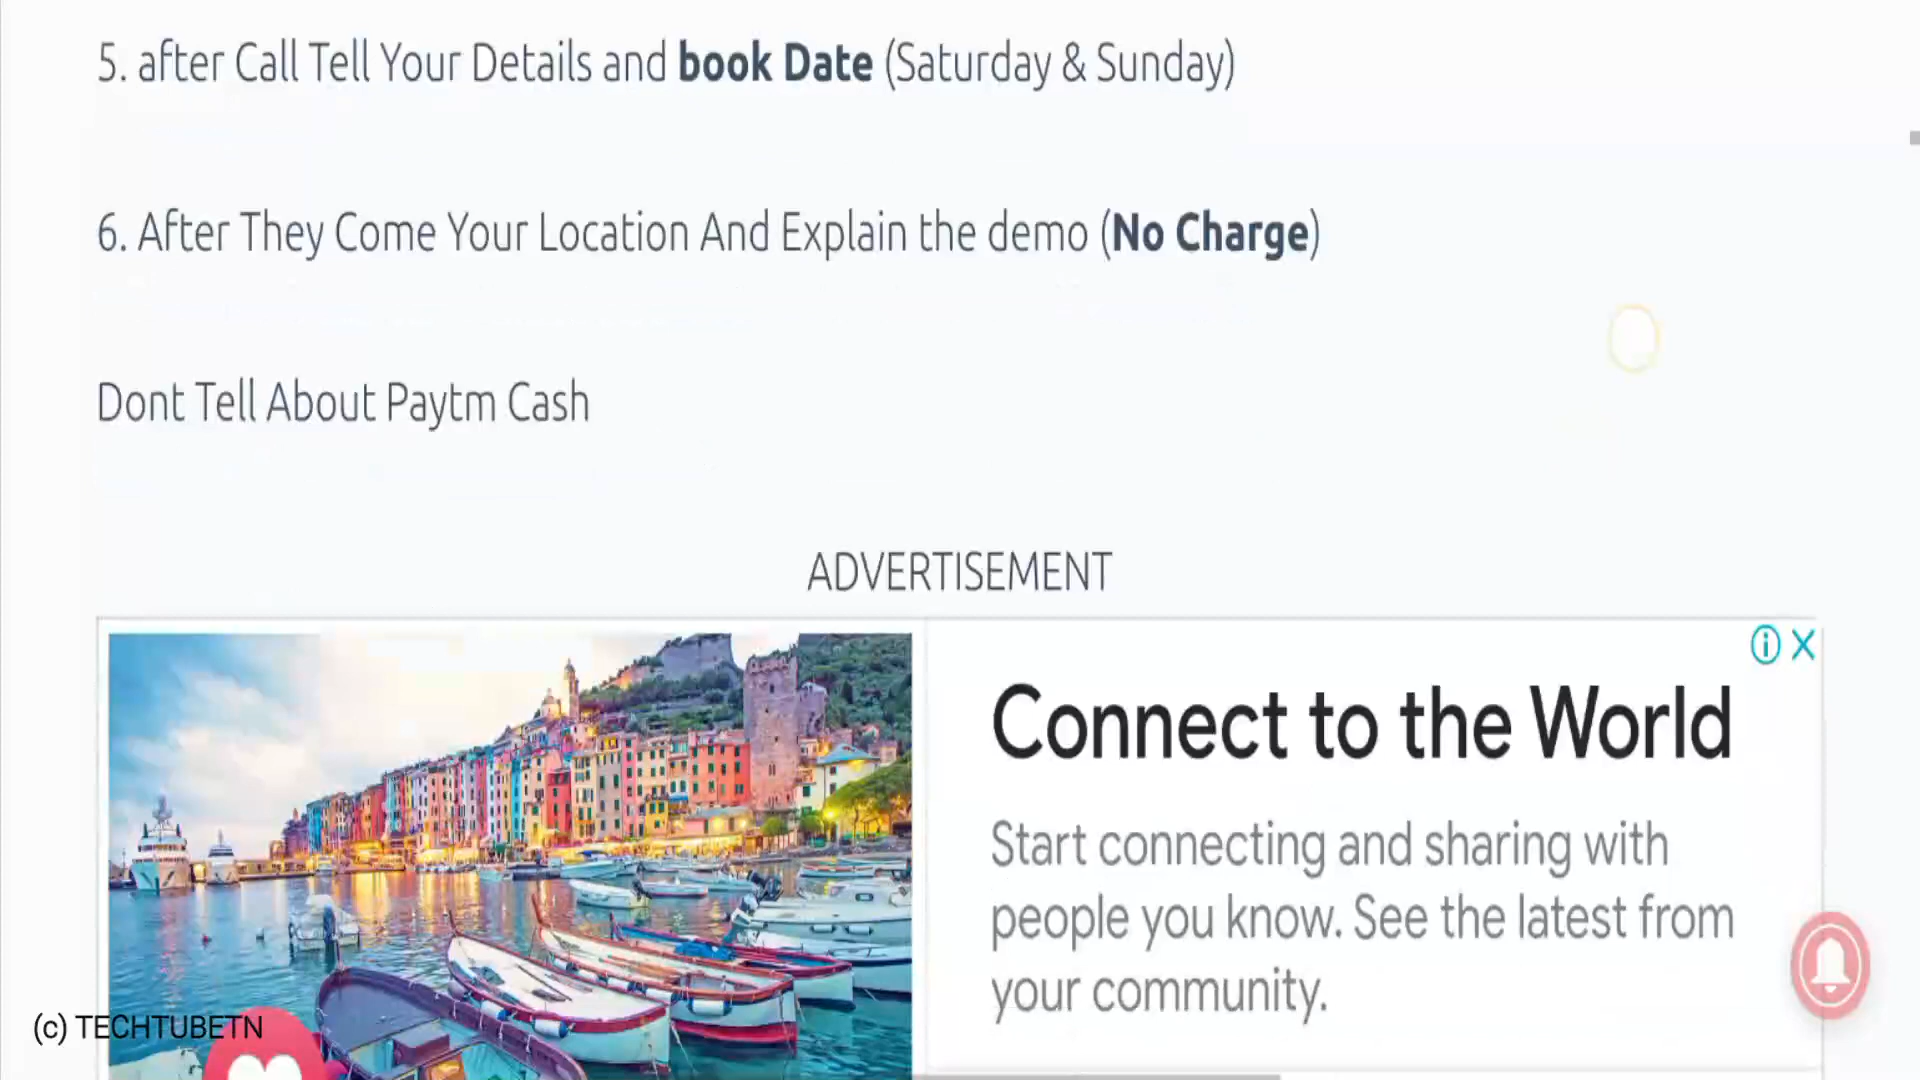 5. after Call Tell Your Details and book Date (Saturday & Sunday)
6. After They Come Your Location And Explain the demo (No Charge)
Dont Tell About Paytm Cash
ADVERTISEMENT
Connect to the World
Start connecting and sharing with
people you know. See the latest from
your community.
(c) TECHTUBETN